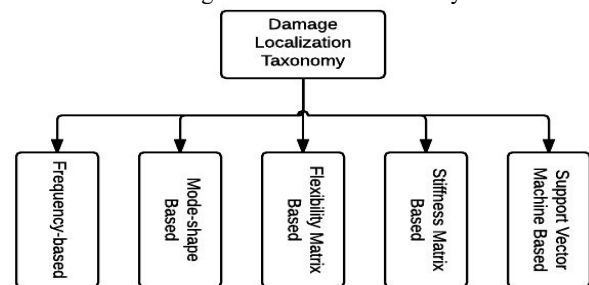 Damage
Localization
Taxonomy
Frequency-based
Mode-shape
Based
Flexibility Matrix
Based
Stiffness Matrix
Based
Support Vector
Machine Based